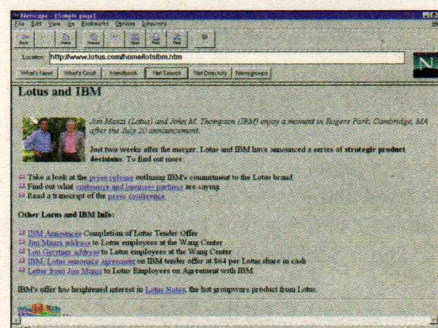 Netscape - [Simple page]
File Edit View Go Bookmarks Options Directory
Location: http://www.lotus.com/home/lotsibm.htm
What's New! What's Cool! Handbook Net Search Net Directory Newsgroups
N
Lotus and IBM
Jim Manzi (Lotus) and John M. Thompson (IBM) enjoy a moment in Rogers Park, Cambridge, MA
after the July 20 announcement.
Just two weeks after the merger, Lotus and IBM have announced a series of strategic product
decisions. To find out more:
Take a look at the press release outlining IBM's commitment to the Lotus brand
Find out what customers and business partners are saying
Read a transcript of the press conference
Other Lotus and IBM Info:
IBM Announces Completion of Lotus Tender Offer
Jim Manzi address to Lotus employees at the Wang Center
Lou Gerstner address to Lotus employees at the Wang Center
IBM, Lotus announce agreement on IBM tender offer at $64 per Lotus share in cash
Letter from Jim Manzi to Lotus Employees on Agreement with IBM
IBM's offer has heightened interest in Lotus Notes, the hot groupware product from Lotus.